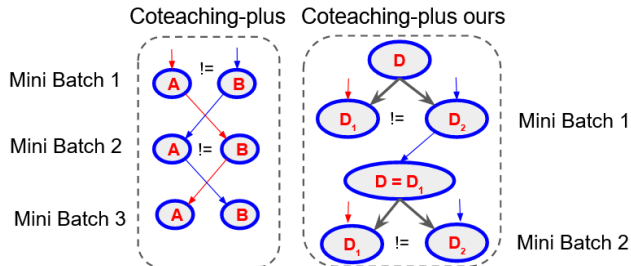 Coteaching-plus
Coteaching-plus ours
Mini Batch 1
A != B
Mini Batch 2
A != B
Mini Batch 3
A B
D
D₁ != D₂
Mini Batch 1
D = D₁
D₁ != D₂
Mini Batch 2